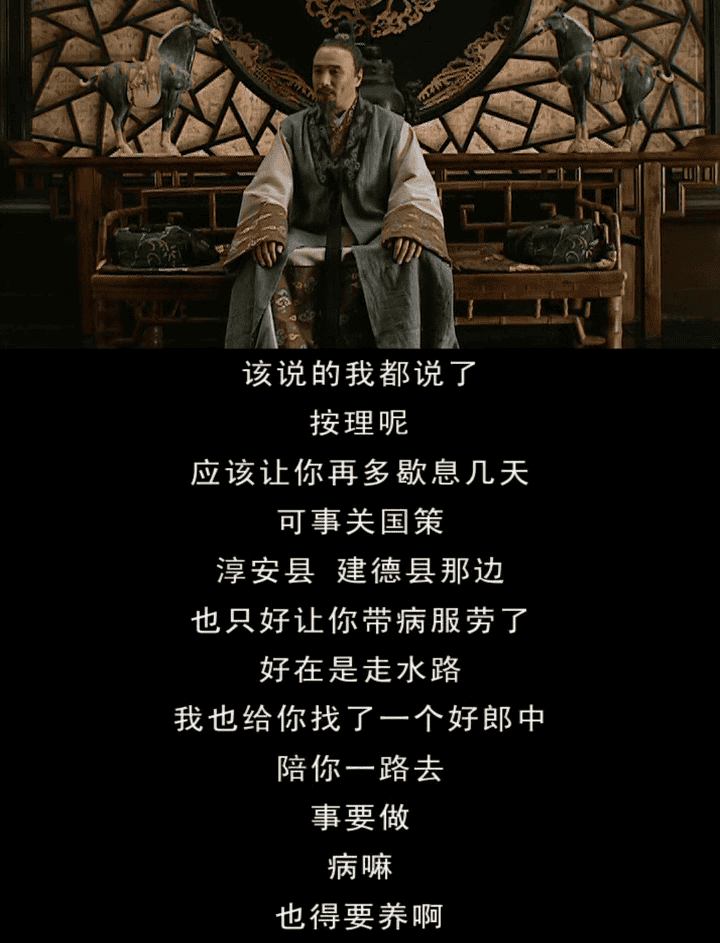 该说的我都说了
按理呢
应该让你再多歇息几天
可事关国策
淳安县 建德县那边
也只好让你带病服劳了
好在是走水路
我也给你找了一个好郎中
陪你一路去
事要做
病嘛
也得要养啊